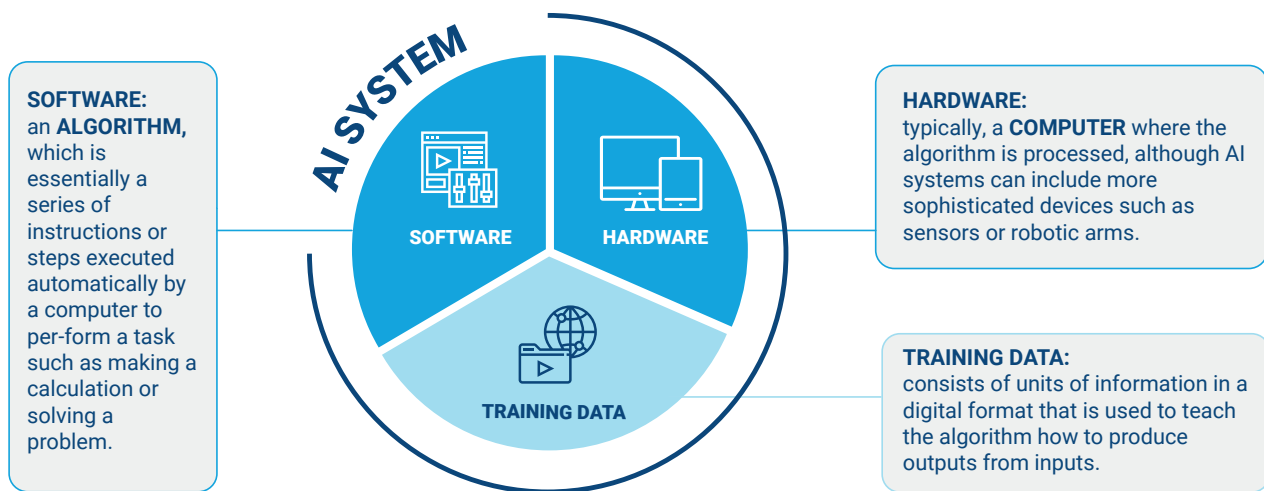 AI SYSTEM
SOFTWARE:
an ALGORITHM,
which is
essentially a
series of
instructions or
steps executed
automatically by
a computer to
per-form a task
such as making a
calculation or
solving a
problem.
SOFTWARE
HARDWARE
TRAINING DATA
HARDWARE:
typically, a COMPUTER where the
algorithm is processed, although AI
systems can include more
sophisticated devices such as
sensors or robotic arms.
TRAINING DATA:
consists of units of information in a
digital format that is used to teach
the algorithm how to produce
outputs from inputs.